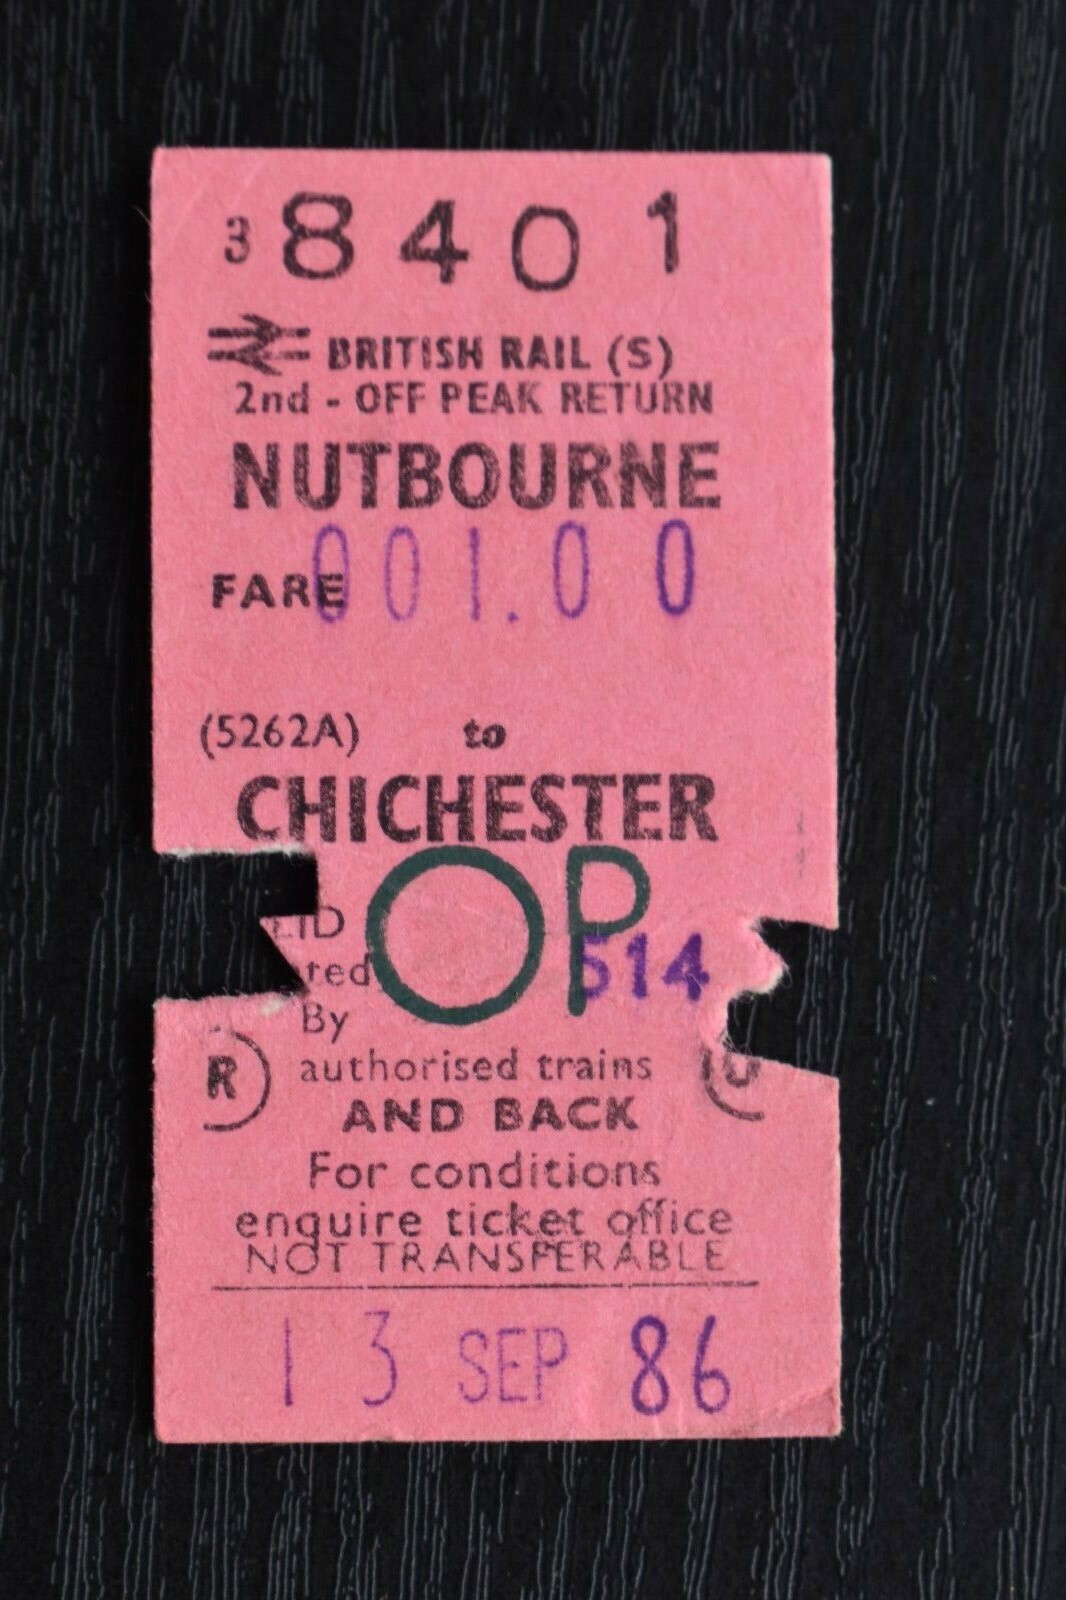 3 8401
BRITISH RAIL (S)
2nd - OFF PEAK RETURN
NUTBOURNE
FARE 001.00
(5262A) to
CHICHESTER
OP
514
By
R authorised trains
AND BACK
For conditions
enquire ticket office
NOT TRANSFERABLE
13 SEP 86